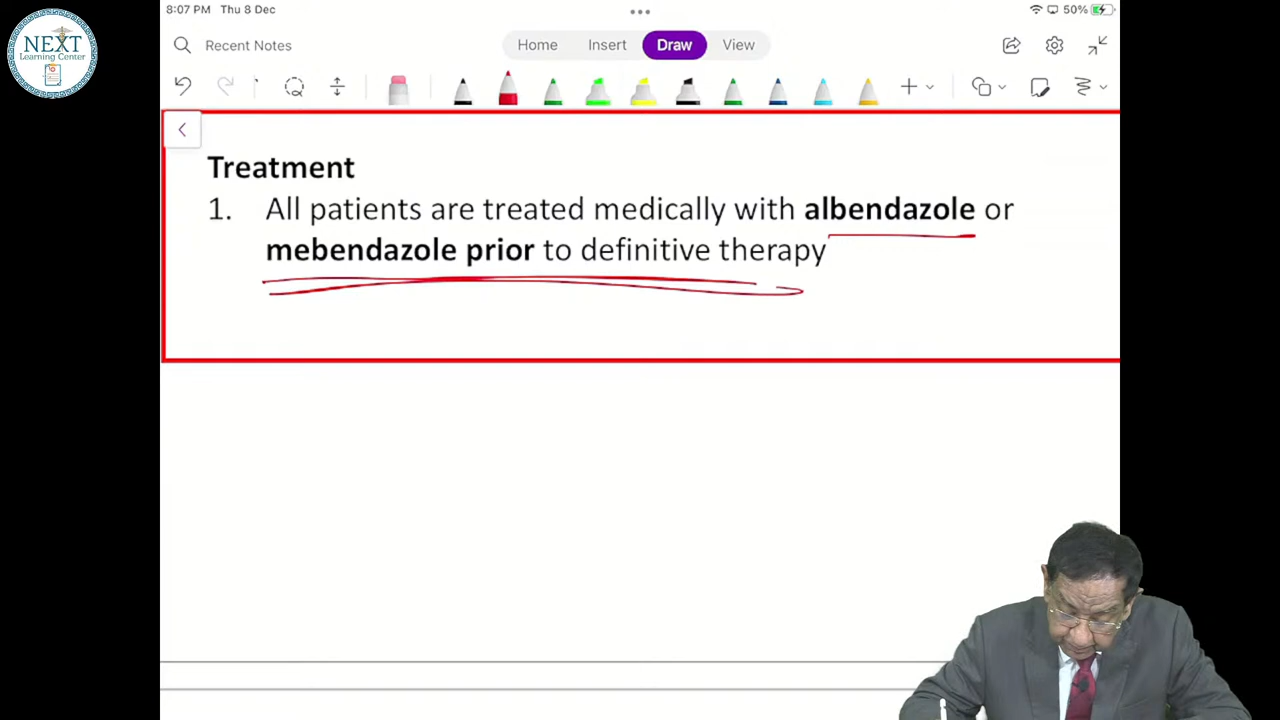 8:07 PM Thu 8 Dec
50%
NEXT
Learning Center
Recent Notes
Home Insert Draw View
Treatment
1. All patients are treated medically with albendazole or
mebendazole prior to definitive therapy